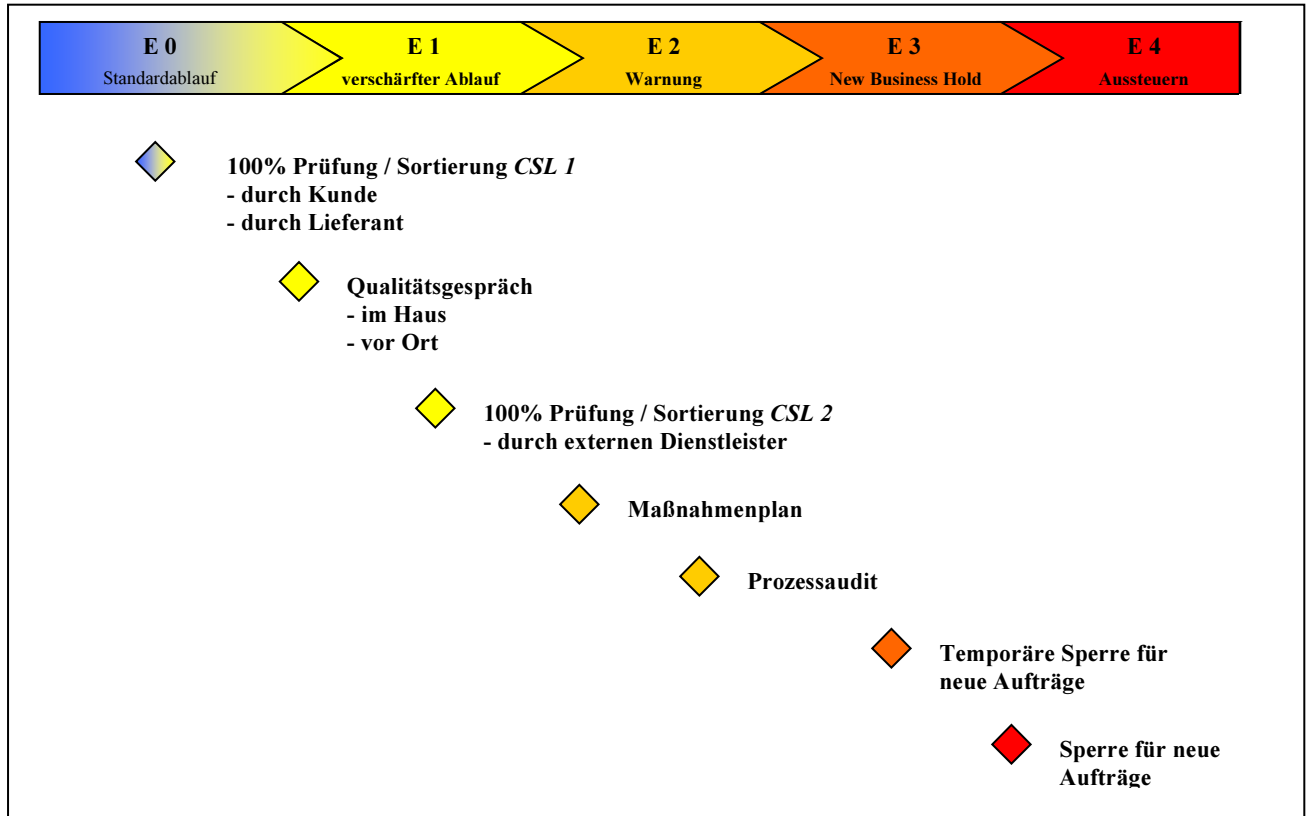 E 0
Standardablauf
E 1
verschärfter Ablauf
E 2
Warnung
E 3
New Business Hold
E 4
Aussteuern
100% Prüfung / Sortierung CSL 1
- durch Kunde
- durch Lieferant
Qualitätsgespräch
- im Haus
- vor Ort
100% Prüfung / Sortierung CSL 2
- durch externen Dienstleister
Maßnahmenplan
Prozessaudit
Temporäre Sperre für
neue Aufträge
Sperre für neue
Aufträge